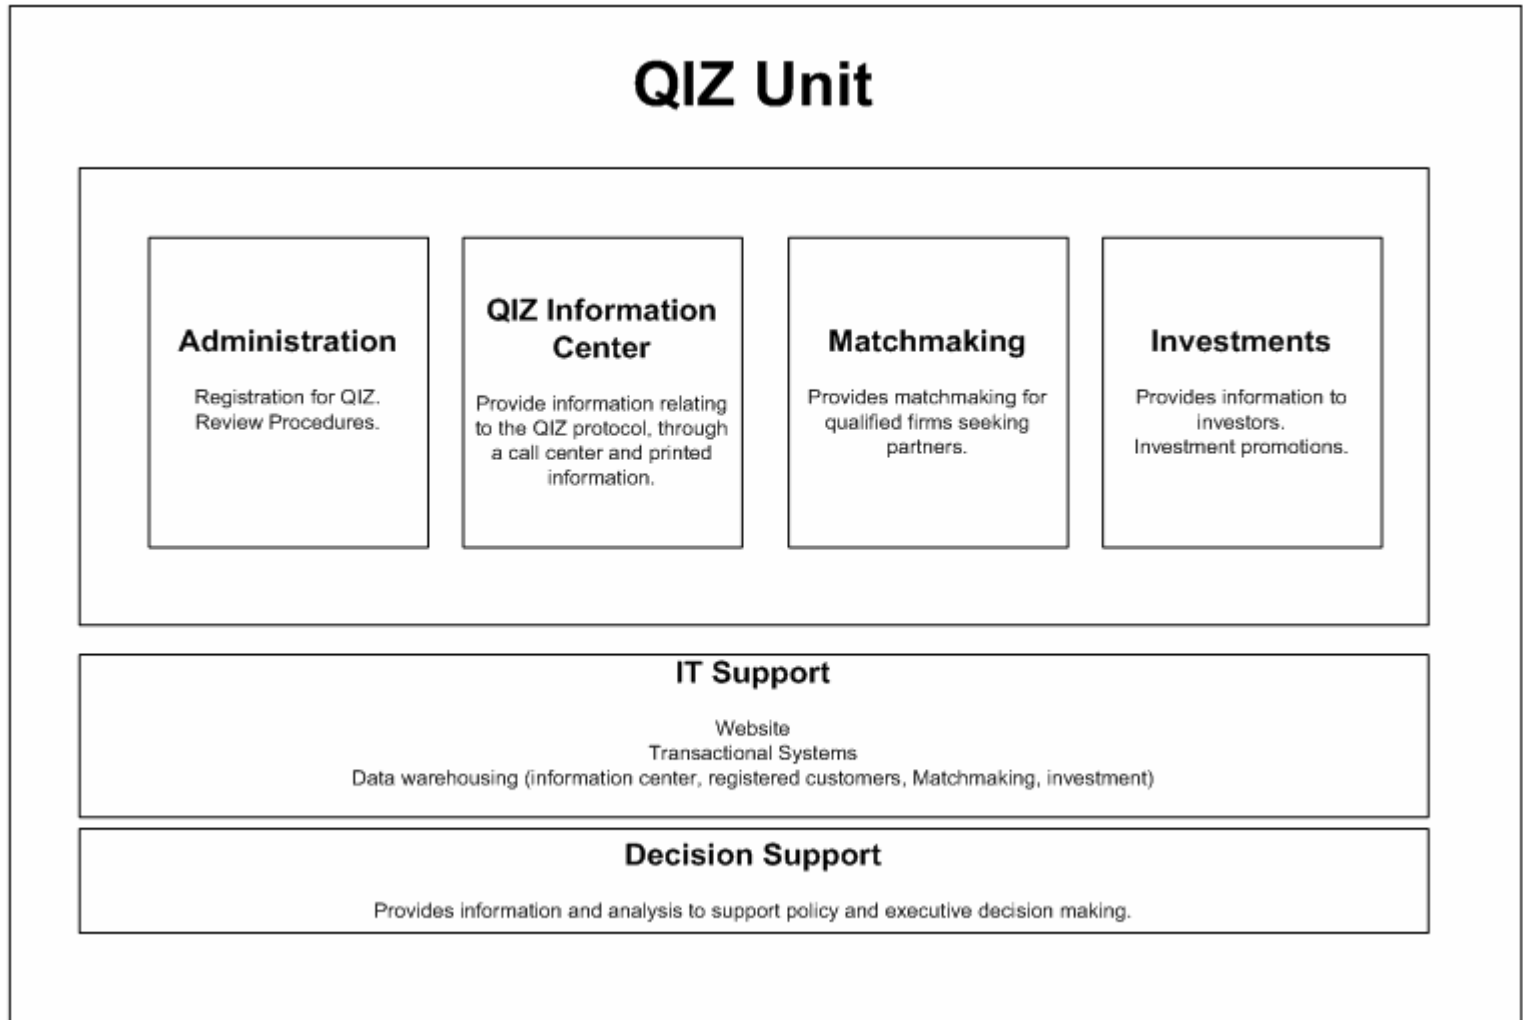 QIZ Unit
Administration
Registration for QIZ.
Review Procedures.
QIZ Information
Center
Provide information relating
to the QIZ protocol, through
a call center and printed
information.
Matchmaking
Provides matchmaking for
qualified firms seeking
partners.
Investments
Provides information to
investors.
Investment promotions.
IT Support
Website
Transactional Systems
Data warehousing (information center, registered customers, Matchmaking, investment)
Decision Support
Provides information and analysis to support policy and executive decision making.